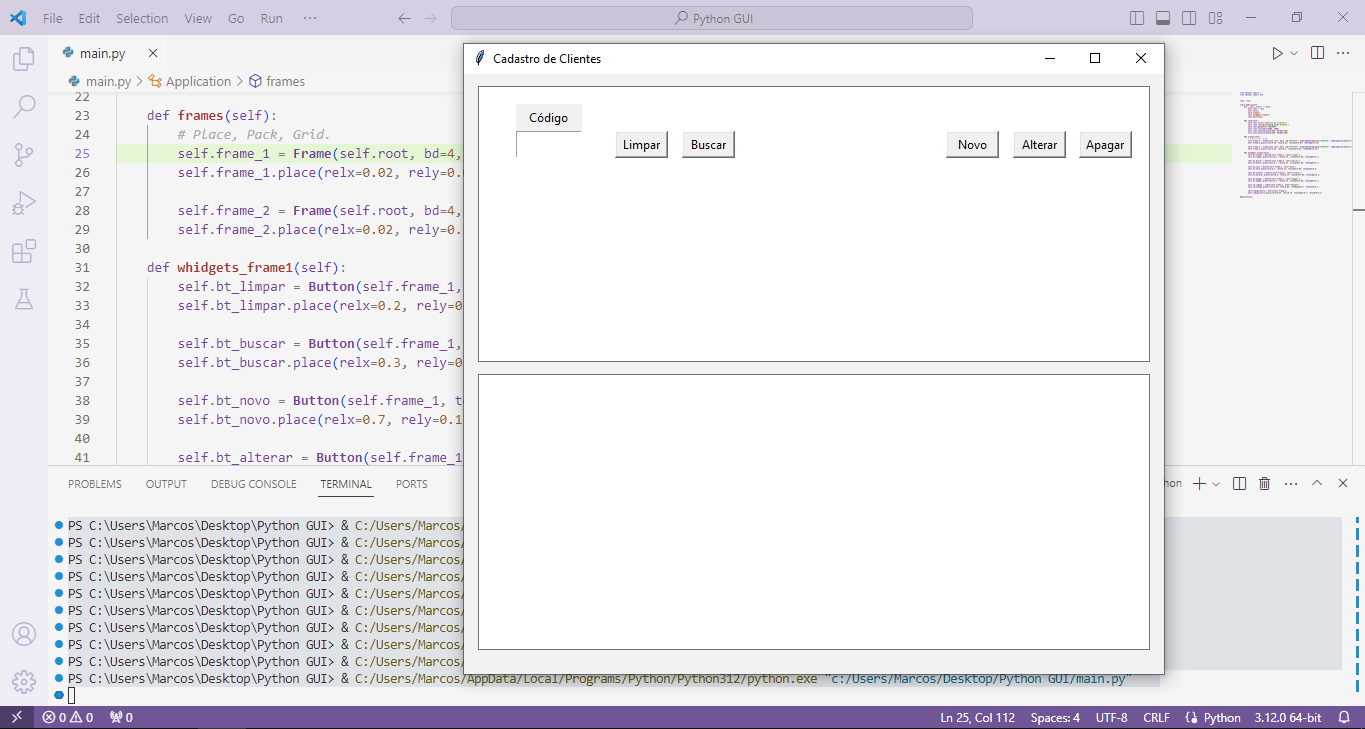 File Edit Selection View Go Run ··· Python GUI
main.py
main.py > Application > frames
Cadastro de Clientes
Código
Limpar Buscar Novo Alterar Apagar
22
23 def frames(self):
24 # Place, Pack, Grid.
25 self.frame_1 = Frame(self.root, bd=4,
26 self.frame_1.place(relx=0.02, rely=0.0
27
28 self.frame_2 = Frame(self.root, bd=4,
29 self.frame_2.place(relx=0.02, rely=0.
30
31 def whidgets_frame1(self):
32 self.bt_limpar = Button(self.frame_1,
33 self.bt_limpar.place(relx=0.2, rely=0
34
35 self.bt_buscar = Button(self.frame_1,
36 self.bt_buscar.place(relx=0.3, rely=0
37
38 self.bt_novo = Button(self.frame_1, t
39 self.bt_novo.place(relx=0.7, rely=0.1
40
41 self.bt_alterar = Button(self.frame_1
PROBLEMS OUTPUT DEBUG CONSOLE TERMINAL PORTS
PS C:\Users\Marcos\Desktop\Python GUI> & C:/Users/Marcos/
PS C:\Users\Marcos\Desktop\Python GUI> & C:/Users/Marcos/
PS C:\Users\Marcos\Desktop\Python GUI> & C:/Users/Marcos/
PS C:\Users\Marcos\Desktop\Python GUI> & C:/Users/Marcos/
PS C:\Users\Marcos\Desktop\Python GUI> & C:/Users/Marcos/
PS C:\Users\Marcos\Desktop\Python GUI> & C:/Users/Marcos/
PS C:\Users\Marcos\Desktop\Python GUI> & C:/Users/Marcos/
PS C:\Users\Marcos\Desktop\Python GUI> & C:/Users/Marcos/
PS C:\Users\Marcos\Desktop\Python GUI> & C:/Users/Marcos/
PS C:\Users\Marcos\Desktop\Python GUI> & C:/Users/Marcos/AppData/Local/Programs/Python/Python312/python.exe "c:/Users/Marcos/Desktop/Python GUI/main.py"
0 0 0 Ln 25, Col 112 Spaces: 4 UTF-8 CRLF Python 3.12.0 64-bit